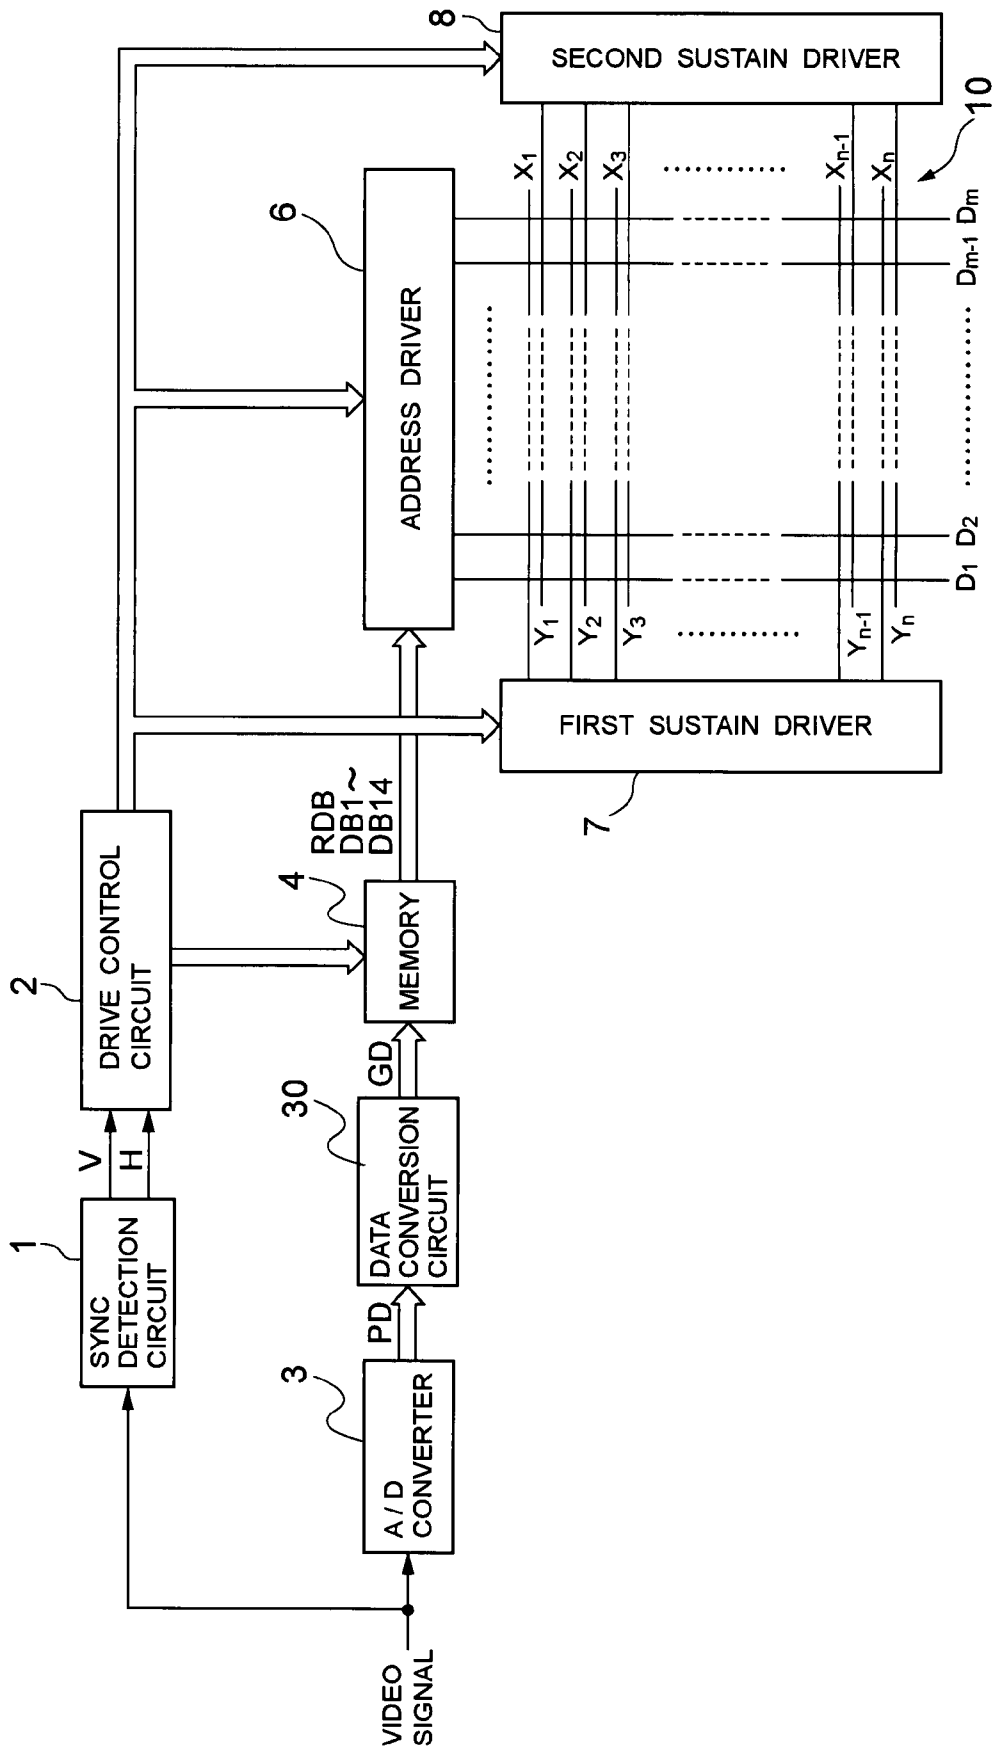 VIDEO
SIGNAL
1
SYNC
DETECTION
CIRCUIT
V
H
2
DRIVE CONTROL
CIRCUIT
3
A/D
CONVERTER
PD
30
DATA
CONVERSION
CIRCUIT
GD
4
MEMORY
RDB
DB1~
DB14
6
ADDRESS DRIVER
7
FIRST SUSTAIN DRIVER
8
SECOND SUSTAIN DRIVER
Y1
Y2
Y3
Yn-1
Yn
X1
X2
X3
Xn-1
Xn
D1 D2 Dm-1 Dm
10